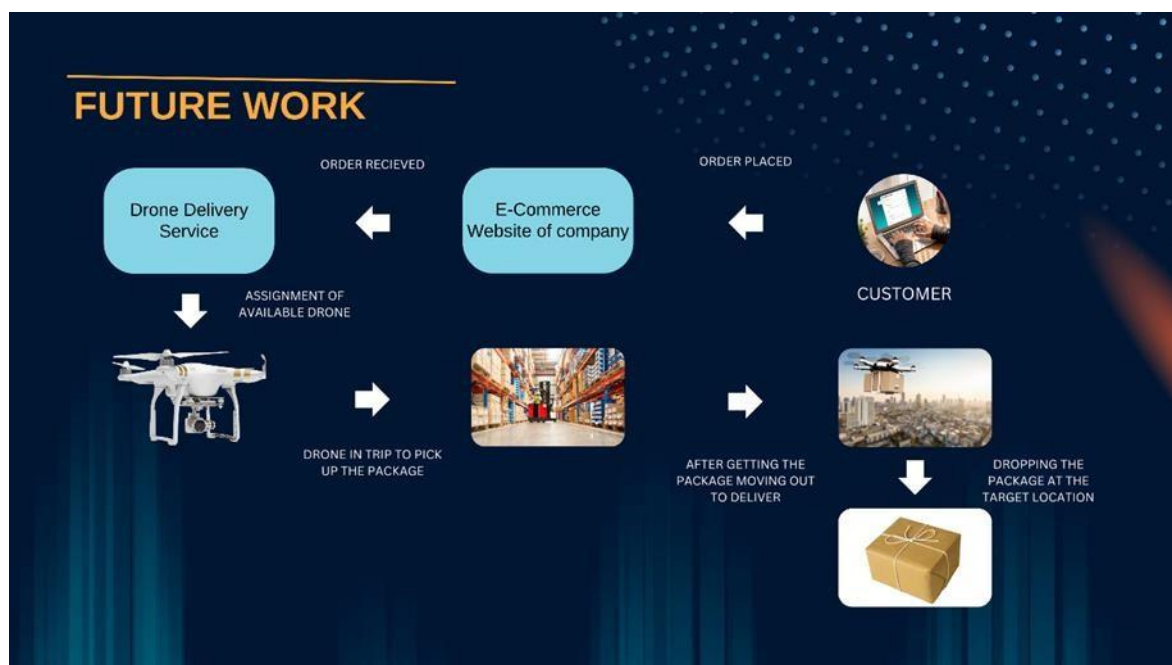 FUTURE WORK
ORDER RECIEVED
ORDER PLACED
Drone Delivery
Service
E-Commerce
Website of company
CUSTOMER
ASSIGNMENT OF
AVAILABLE DRONE
DRONE IN TRIP TO PICK
UP THE PACKAGE
AFTER GETTING THE
PACKAGE MOVING OUT
TO DELIVER
DROPPING THE
PACKAGE AT THE
TARGET LOCATION